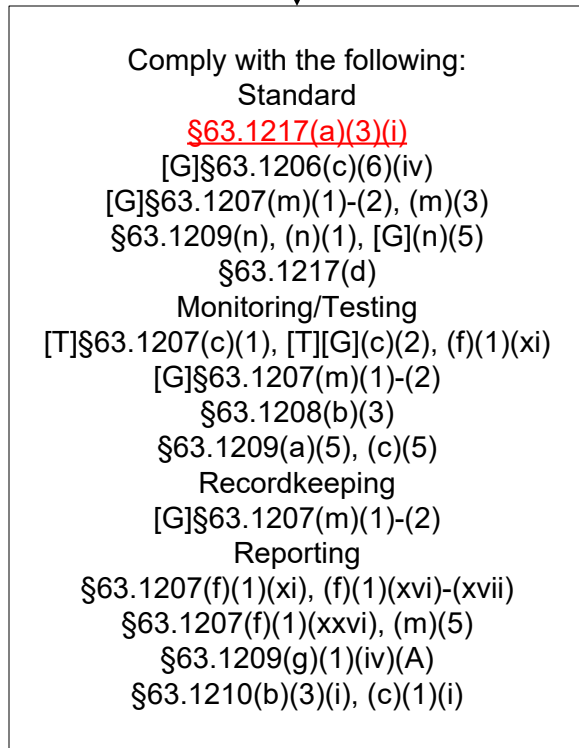 Comply with the following:
Standard
§63.1217(a)(3)(i)
[G]§63.1206(c)(6)(iv)
[G]§63.1207(m)(1)-(2), (m)(3)
§63.1209(n), (n)(1), [G](n)(5)
§63.1217(d)
Monitoring/Testing
[T]§63.1207(c)(1), [T][G](c)(2), (f)(1)(xi)
[G]§63.1207(m)(1)-(2)
§63.1208(b)(3)
§63.1209(a)(5), (c)(5)
Recordkeeping
[G]§63.1207(m)(1)-(2)
Reporting
§63.1207(f)(1)(xi), (f)(1)(xvi)-(xvii)
§63.1207(f)(1)(xxvi), (m)(5)
§63.1209(g)(1)(iv)(A)
§63.1210(b)(3)(i), (c)(1)(i)